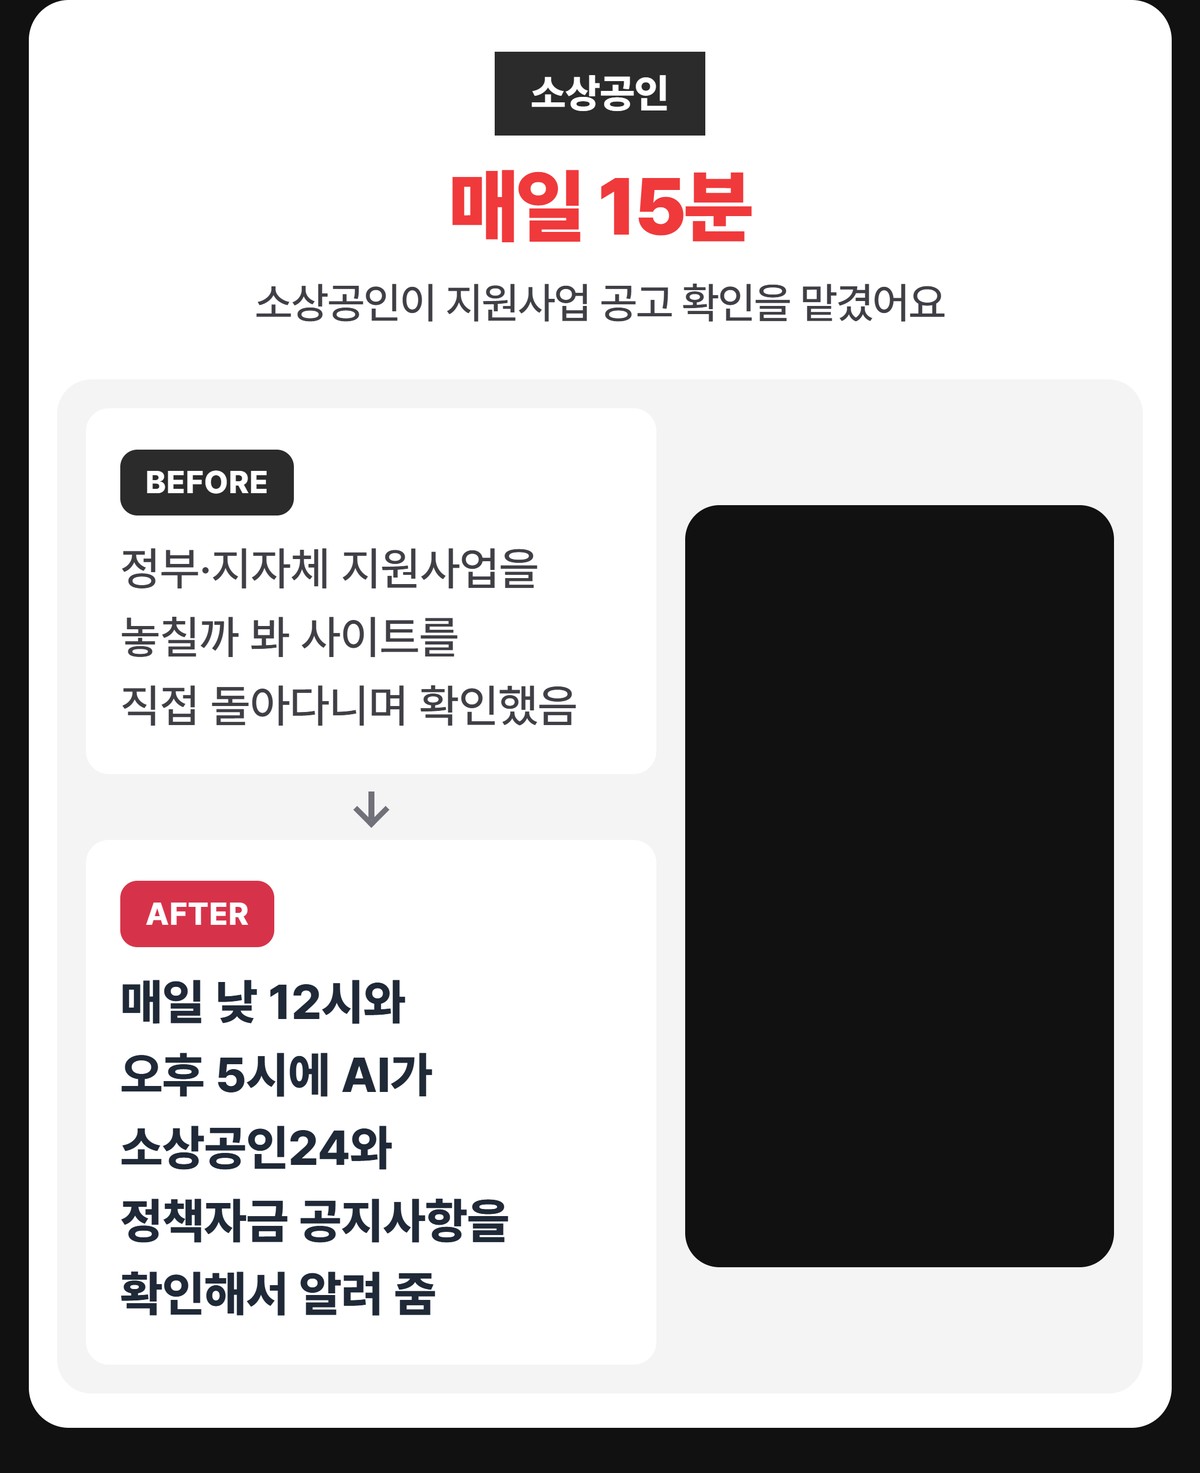 소상공인
매일 15분
소상공인이 지원사업 공고 확인을 맡겼어요
BEFORE
정부·지자체 지원사업을
놓칠까 봐 사이트를
직접 돌아다니며 확인했음
AFTER
매일 낮 12시와
오후 5시에 AI가
소상공인24와
정책자금 공지사항을
확인해서 알려 줌